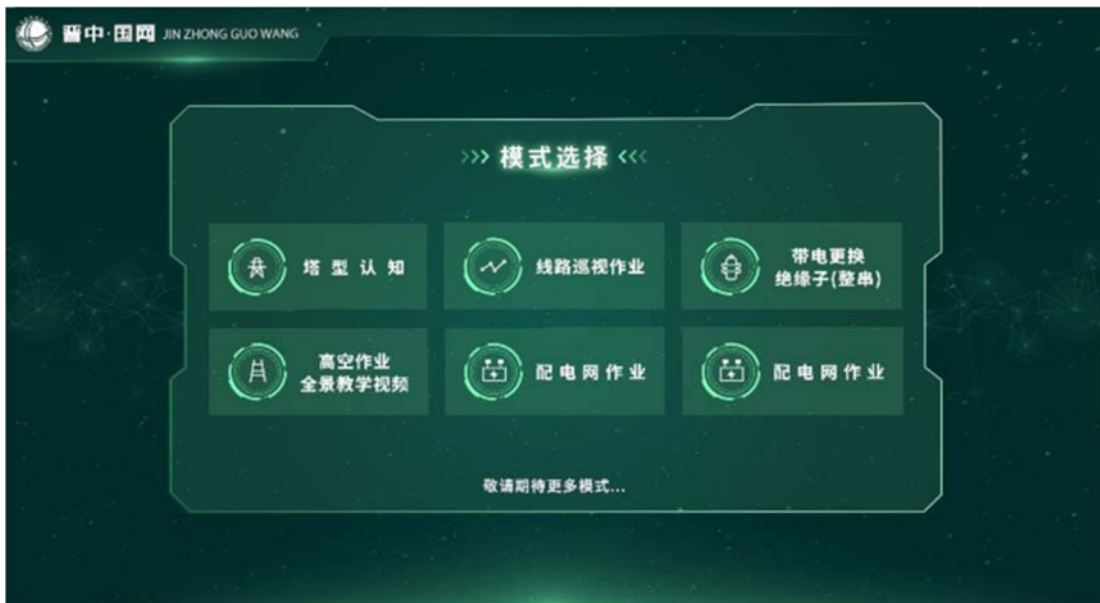 晋中·国网 JIN ZHONG GUO WANG
>>> 模式选择 <<<
塔型认知
线路巡视作业
带电更换
绝缘子(整串)
高空作业
全景教学视频
配电网作业
配电网作业
敬请期待更多模式...